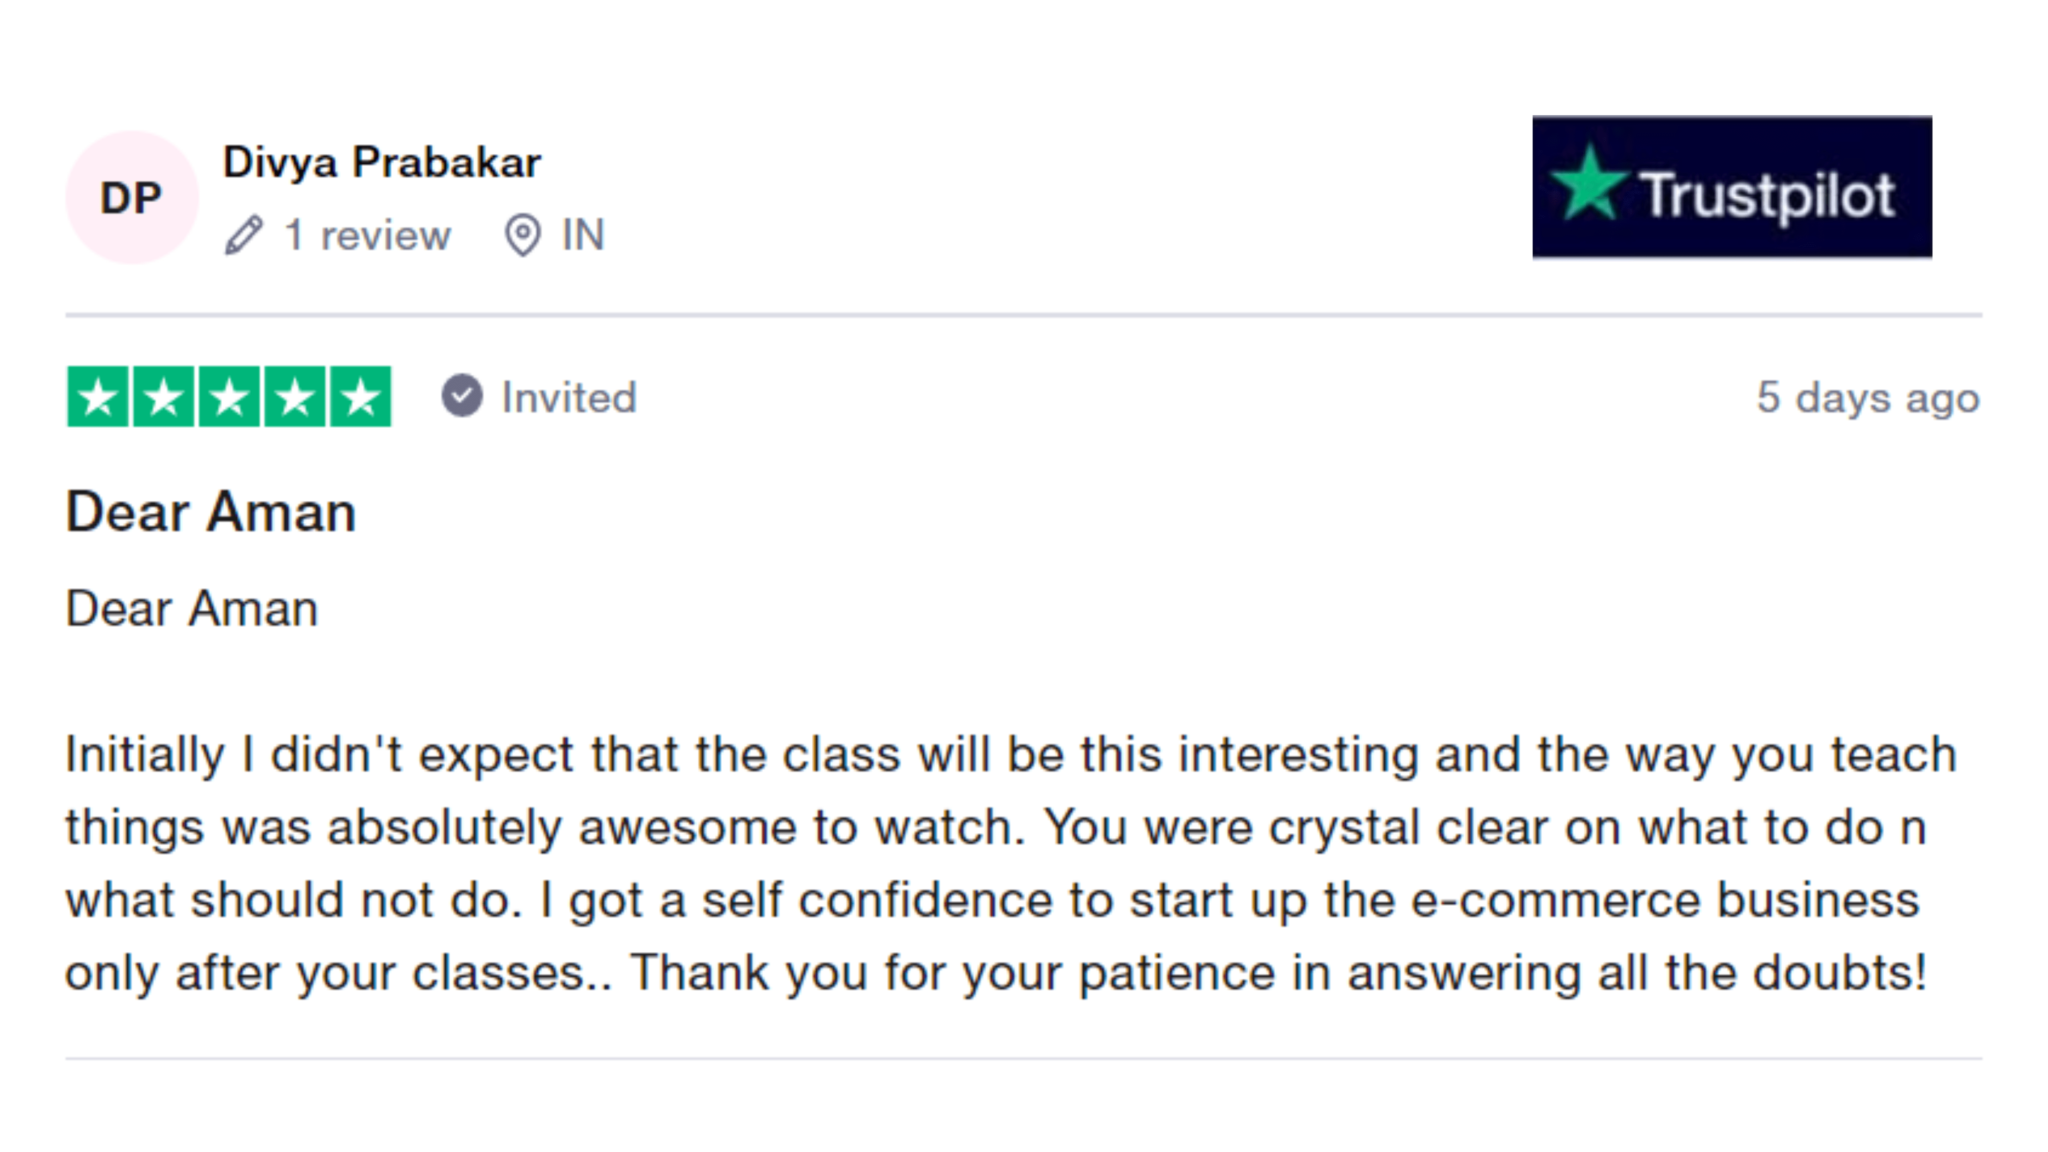 Divya Prabakar
DP
1 review IN
Trustpilot
Invited
5 days ago
Dear Aman
Dear Aman
Initially I didn't expect that the class will be this interesting and the way you teach
things was absolutely awesome to watch. You were crystal clear on what to do n
what should not do. I got a self confidence to start up the e-commerce business
only after your classes.. Thank you for your patience in answering all the doubts!